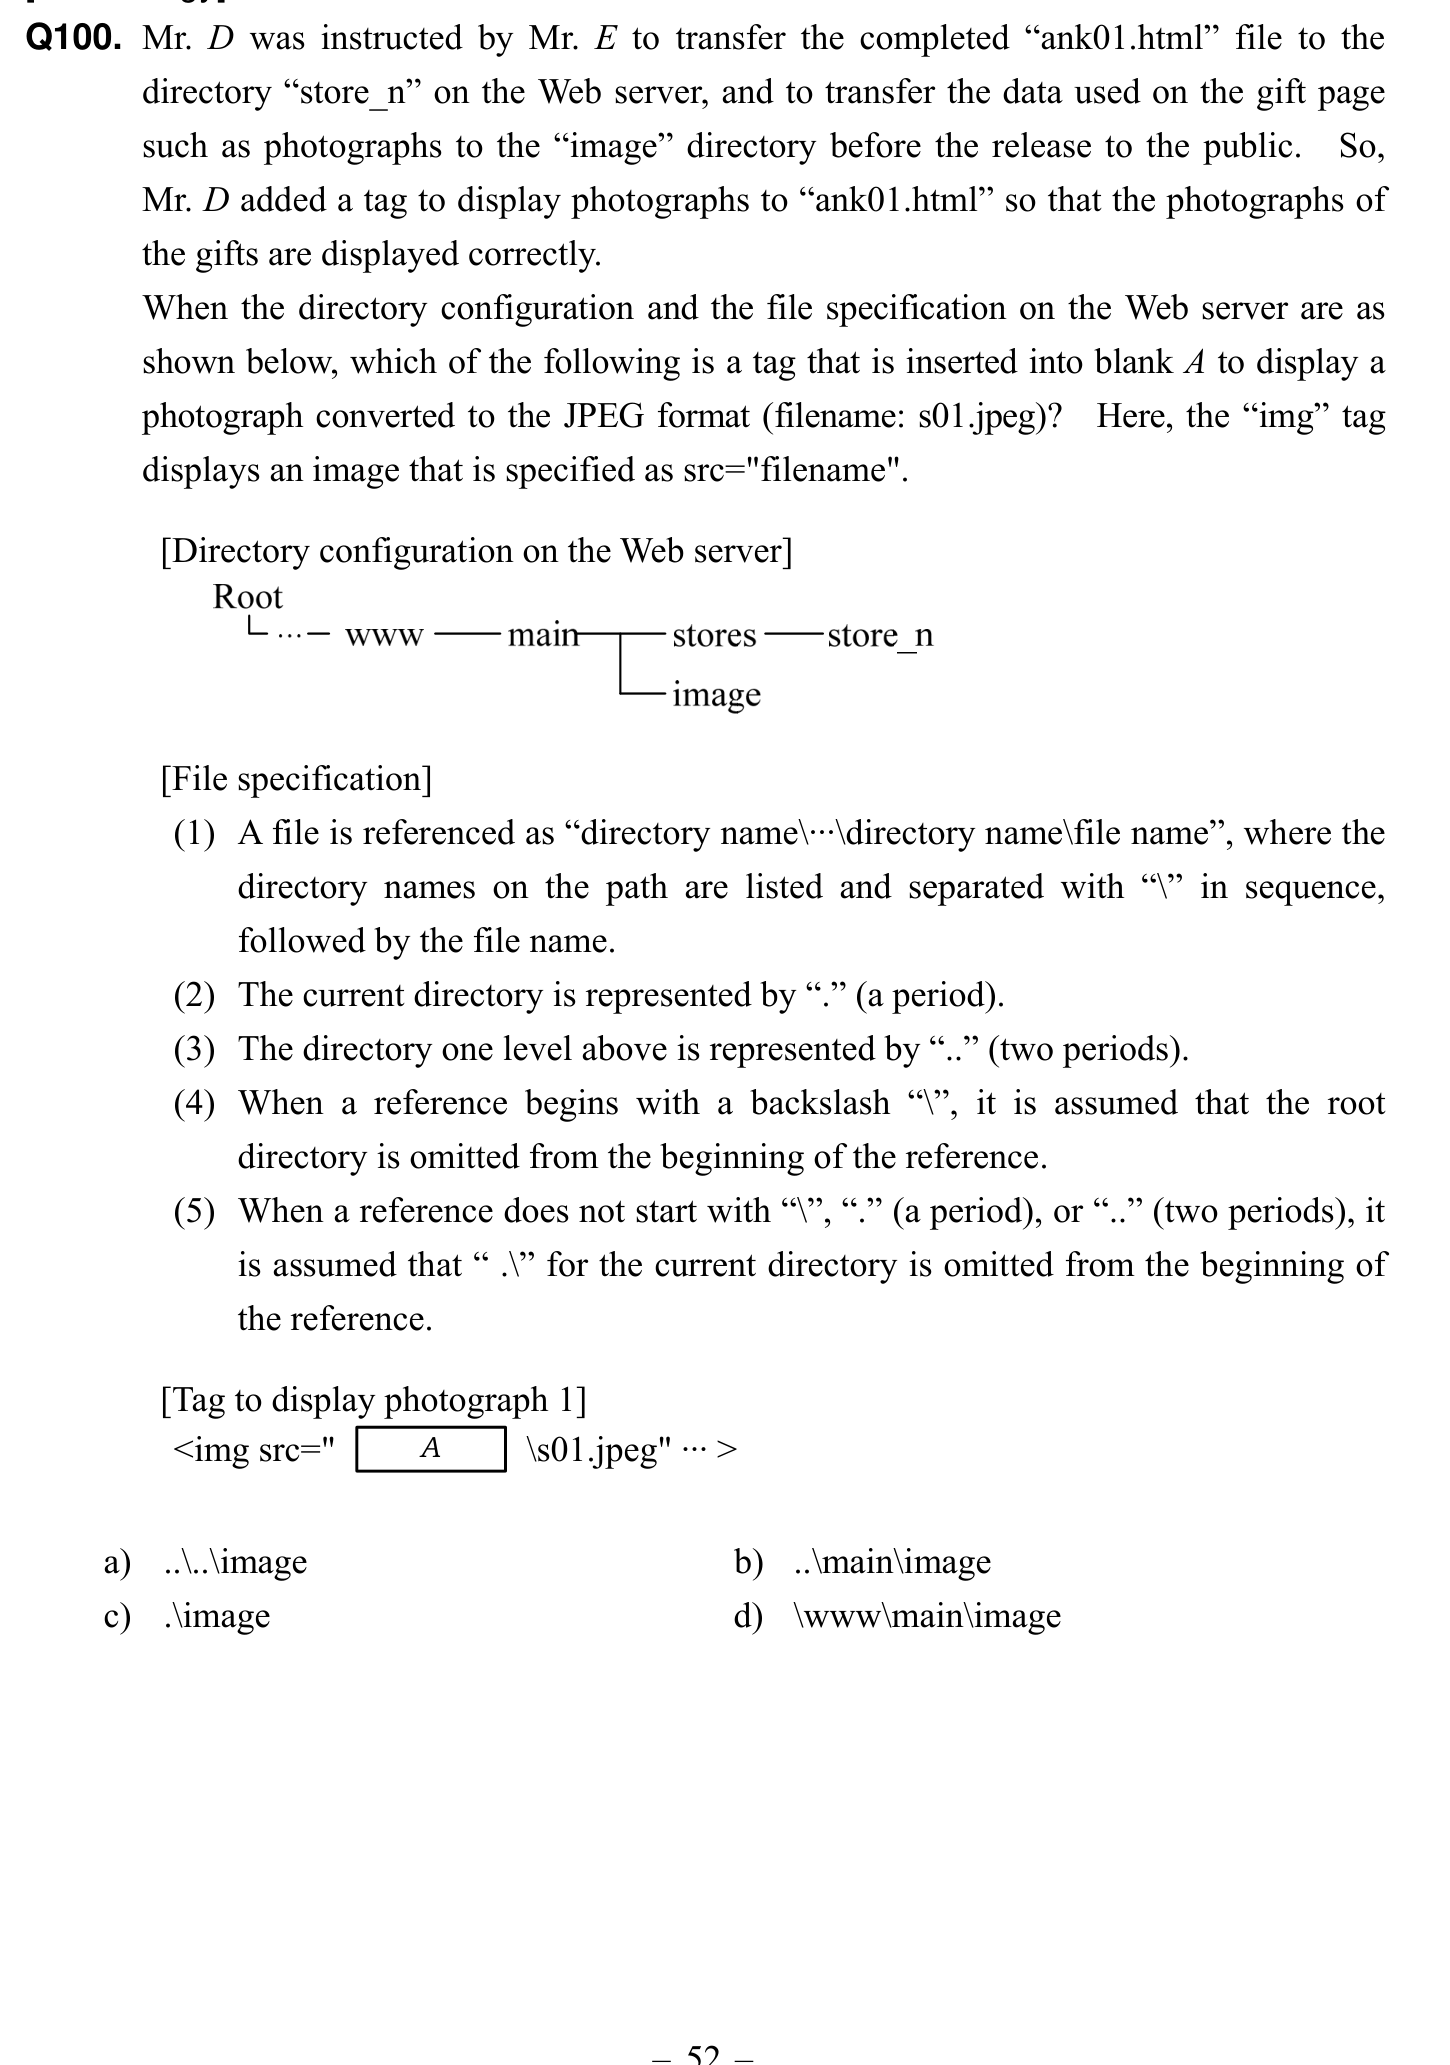 Q100. Mr. D was instructed by Mr. E to transfer the completed “ank01.html” file to the
directory “store_n” on the Web server, and to transfer the data used on the gift page
such as photographs to the “image” directory before the release to the public. So,
Mr. D added a tag to display photographs to “ank01.html” so that the photographs of
the gifts are displayed correctly.
When the directory configuration and the file specification on the Web server are as
shown below, which of the following is a tag that is inserted into blank A to display a
photograph converted to the JPEG format (filename: s01.jpeg)? Here, the “img” tag
displays an image that is specified as src="filename".
[Directory configuration on the Web server]
Root
... www main stores store_n
image
[File specification]
(1) A file is referenced as “directory name\···\directory name\file name”, where the
directory names on the path are listed and separated with “\” in sequence,
followed by the file name.
(2) The current directory is represented by “.” (a period).
(3) The directory one level above is represented by “..” (two periods).
(4) When a reference begins with a backslash “\”, it is assumed that the root
directory is omitted from the beginning of the reference.
(5) When a reference does not start with “\”, “.” (a period), or “..” (two periods), it
is assumed that “ .\” for the current directory is omitted from the beginning of
the reference.
[Tag to display photograph 1]
<img src=" A \s01.jpeg" ··· >
a) ..\..\image b) ..\main\image
c) .\image d) \www\main\image
– 52 –